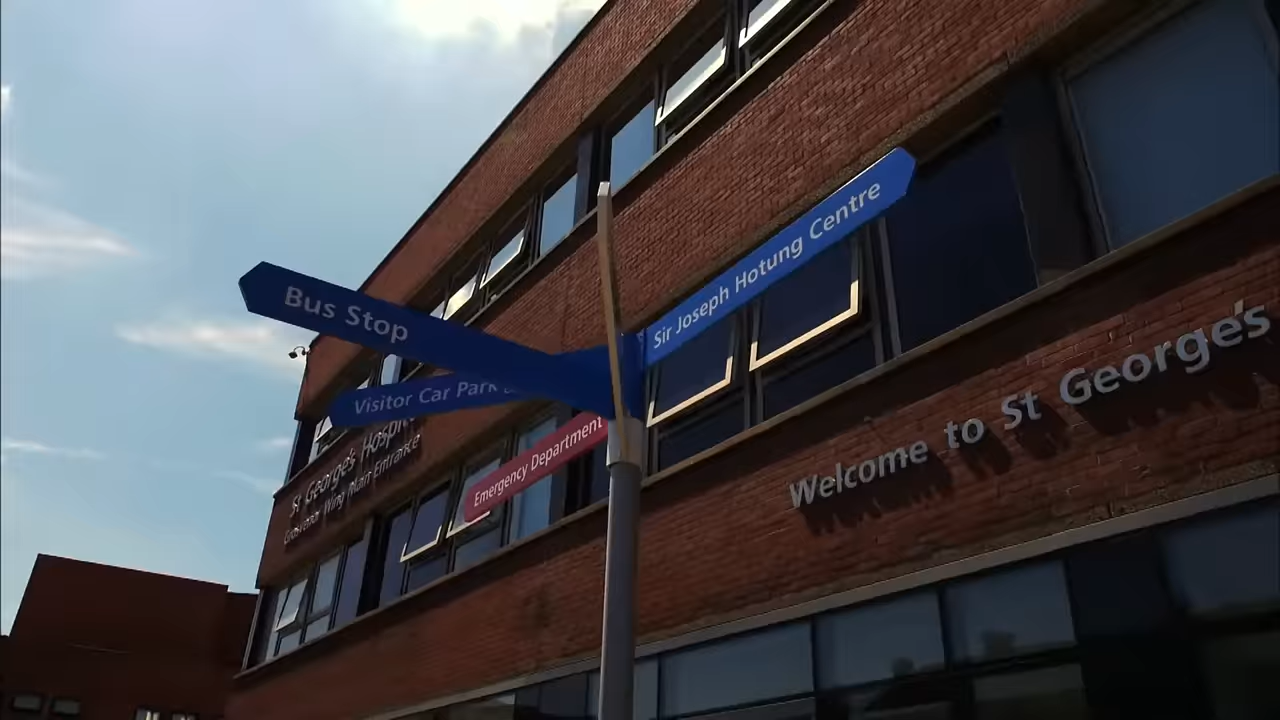 Bus Stop
Sir Joseph Hotung Centre
Visitor Car Park
Emergency Department
St George's Hospital
Grosvenor Wing Main Entrance
Welcome to St George's